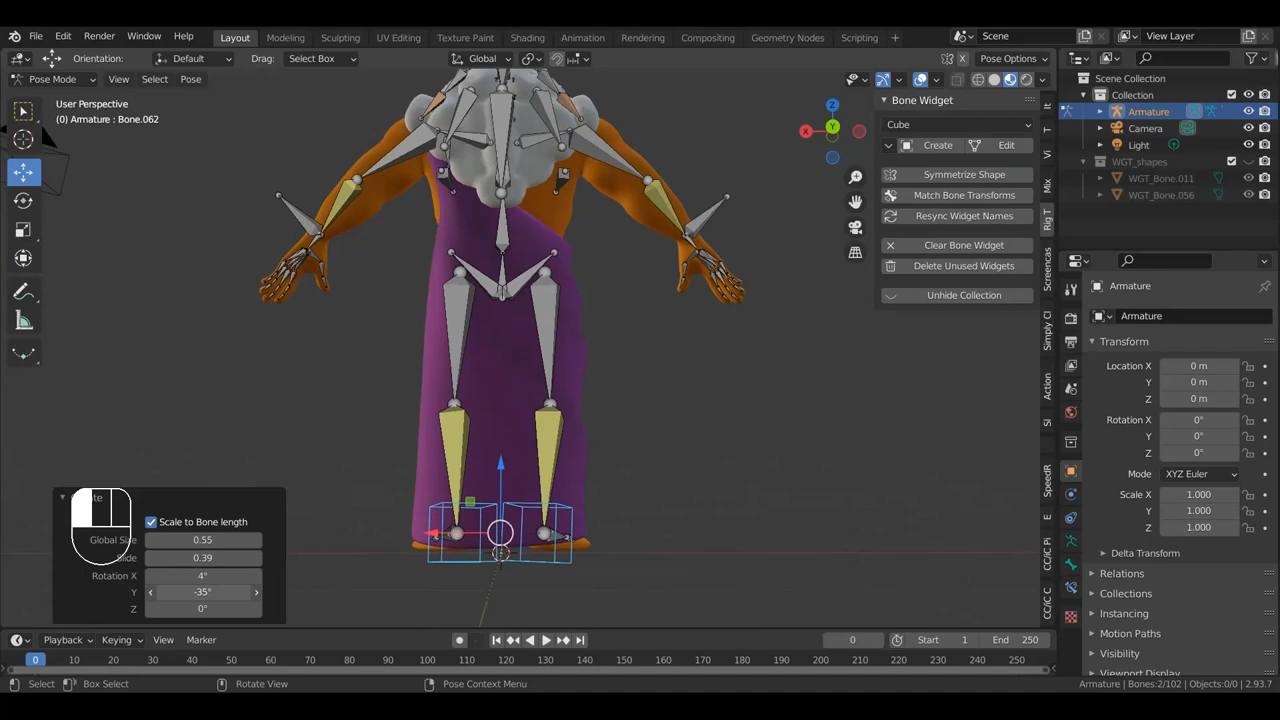 File Edit Render Window Help Layout Modeling Sculpting UV Editing Texture Paint Shading Animation Rendering Compositing Geometry Nodes Scripting + Scene View Layer
Orientation: Default Drag: Select Box Global Pose Options
Pose Mode View Select Pose
User Perspective
(0) Armature : Bone.062
Z
Y
X
Bone Widget
Cube
Create Edit
Symmetrize Shape
Match Bone Transforms
Resync Widget Names
Clear Bone Widget
Delete Unused Widgets
Unhide Collection
It
T
Vi
Mix
Rig T
Screencas
Simply Cl
Action
SI
SpeedR
E
CC/iC Pi
CC/iC C
Scene Collection
Collection
Armature
Camera
Light
WGT_shapes
WGT_Bone.011
WGT_Bone.056
Armature
Armature
Transform
Location X 0 m
Y 0 m
Z 0 m
Rotation X 0°
Y 0°
Z 0°
Mode XYZ Euler
Scale X 1.000
Y 1.000
Z 1.000
Delta Transform
Relations
Collections
Instancing
Motion Paths
Visibility
Viewport Display
Scale to Bone length
Global Size 0.55
Slide 0.39
Rotation X 4°
Y -35°
Z 0°
Playback Keying View Marker 0 Start 1 End 250
0 10 20 30 40 50 60 70 80 90 100 110 120 130 140 150 160 170 180 190 200 210 220 230 240 250
Select Box Select Rotate View Pose Context Menu Armature | Bones:2/102 | Objects:0/0 | 2.93.7